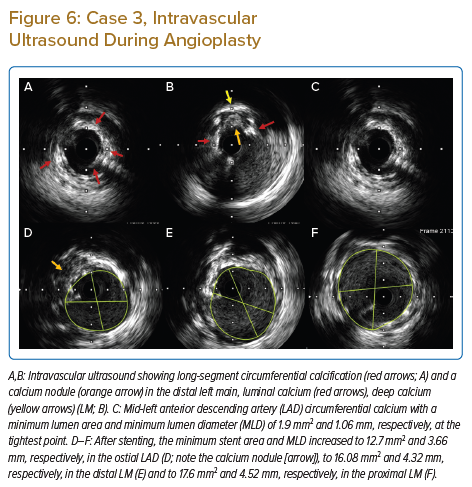 Figure 6: Case 3, Intravascular
Ultrasound During Angioplasty
A
B
C
D
E
F
Frame 2113
A,B: Intravascular ultrasound showing long-segment circumferential calcification (red arrows; A) and a
calcium nodule (orange arrow) in the distal left main, luminal calcium (red arrows), deep calcium
(yellow arrows) (LM; B). C: Mid-left anterior descending artery (LAD) circumferential calcium with a
minimum lumen area and minimum lumen diameter (MLD) of 1.9 mm² and 1.06 mm, respectively, at the
tightest point. D–F: After stenting, the minimum stent area and MLD increased to 12.7 mm² and 3.66
mm, respectively, in the ostial LAD (D; note the calcium nodule [arrow]), to 16.08 mm² and 4.32 mm,
respectively, in the distal LM (E) and to 17.6 mm² and 4.52 mm, respectively, in the proximal LM (F).